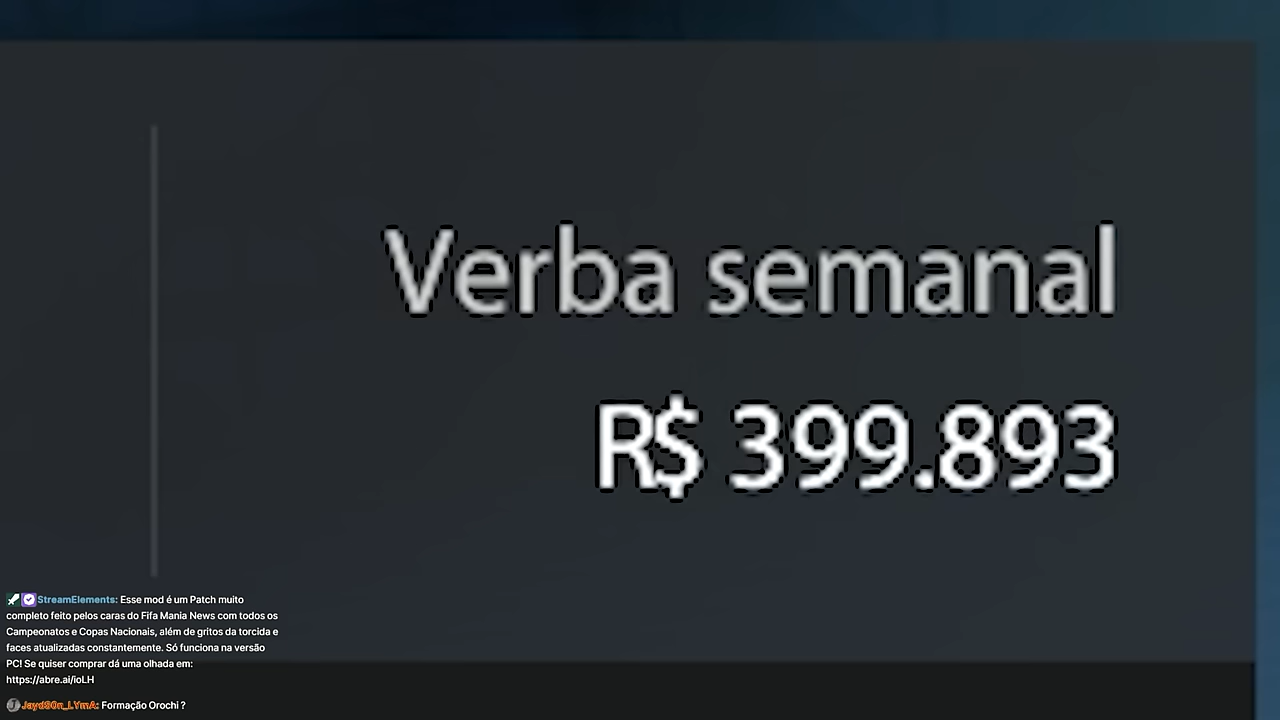 Verba semanal
R$ 399.893
StreamElements: Esse mod é um Patch muito
completo feito pelos caras do Fifa Mania News com todos os
Campeonatos e Copas Nacionais, além de gritos da torcida e
faces atualizadas constantemente. Só funciona na versão
PC! Se quiser comprar dá uma olhada em:
https://abre.ai/ioLH
JaydS0n_LYmA: Formação Orochi ?